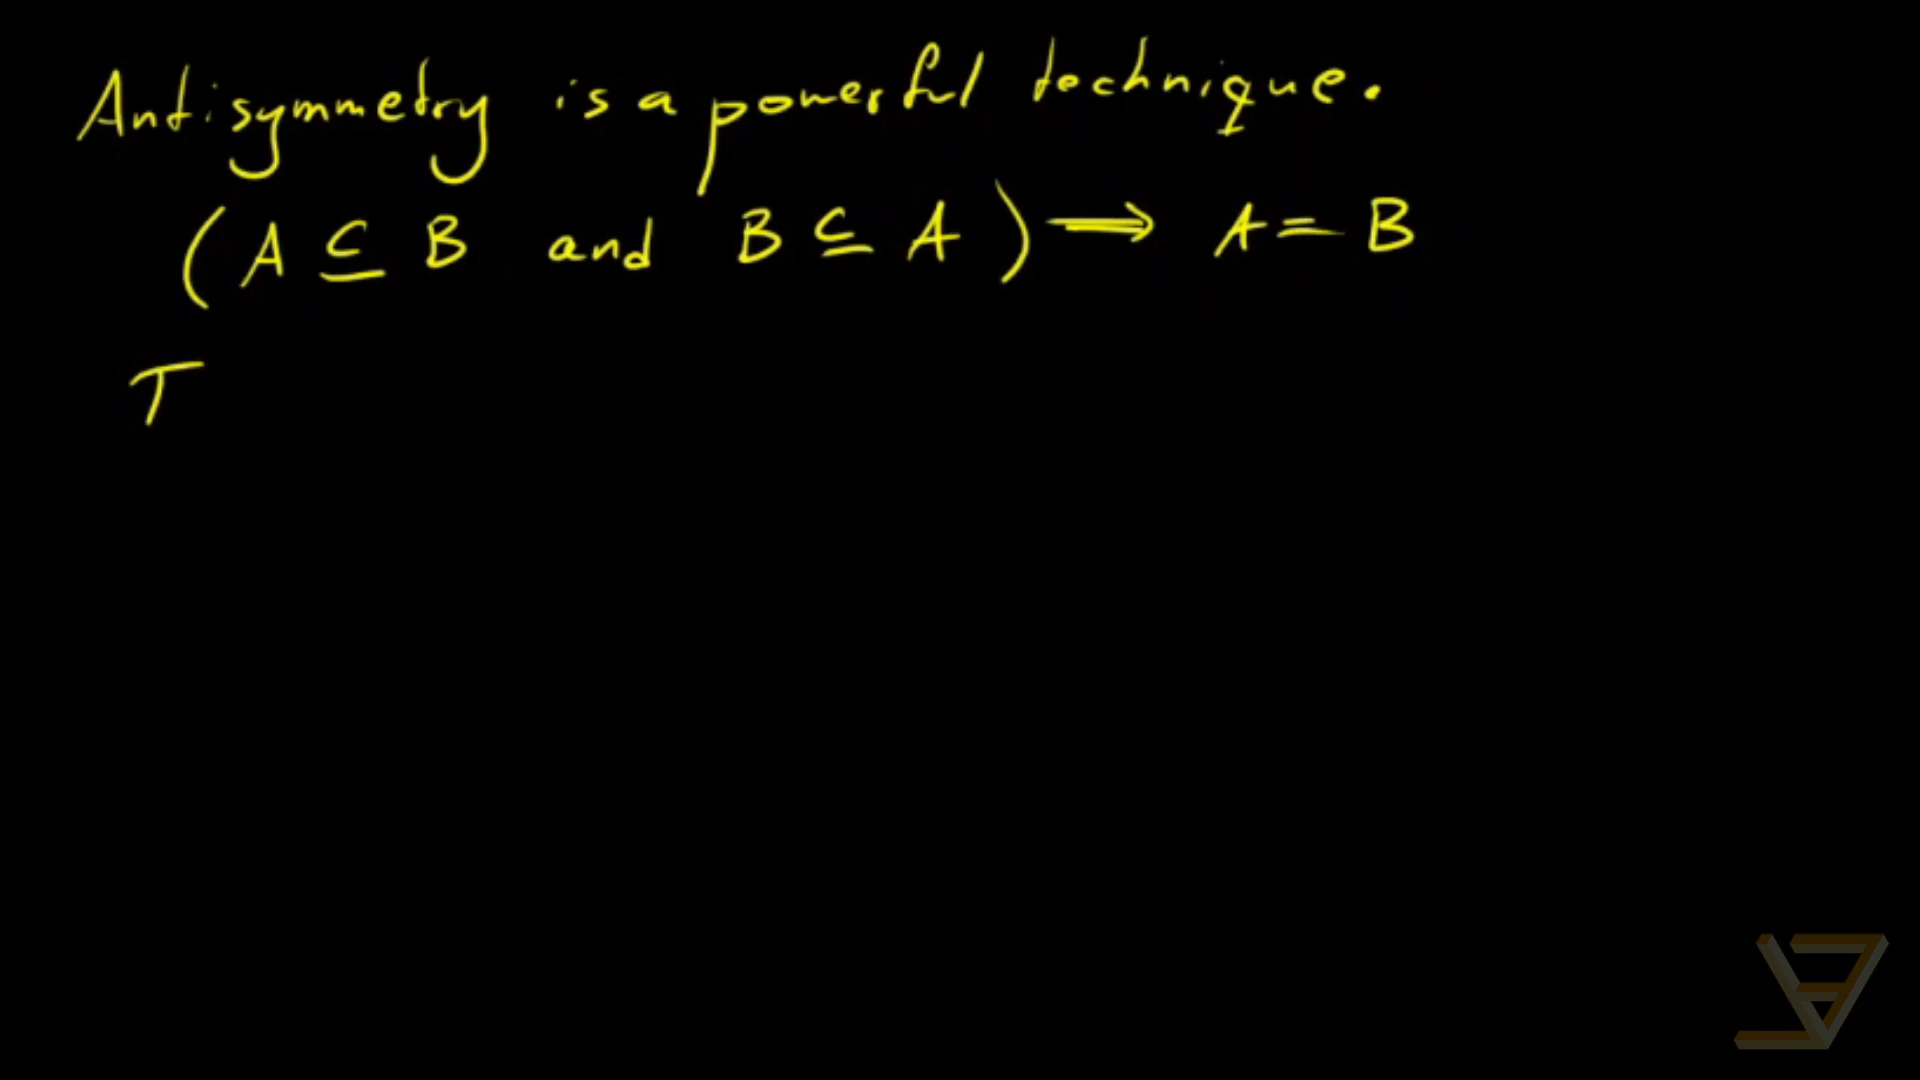 Antisymmetry is a powerful technique.
(A ⊆ B and B ⊆ A) ⟹ A = B
T